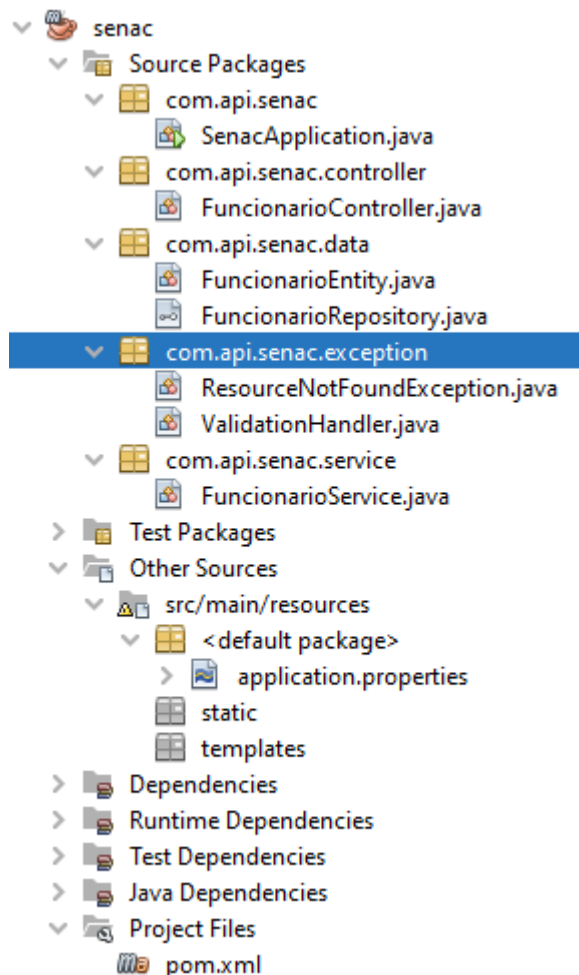 senac
Source Packages
com.api.senac
SenacApplication.java
com.api.senac.controller
FuncionarioController.java
com.api.senac.data
FuncionarioEntity.java
FuncionarioRepository.java
com.api.senac.exception
ResourceNotFoundException.java
ValidationHandler.java
com.api.senac.service
FuncionarioService.java
Test Packages
Other Sources
src/main/resources
<default package>
application.properties
static
templates
Dependencies
Runtime Dependencies
Test Dependencies
Java Dependencies
Project Files
pom.xml